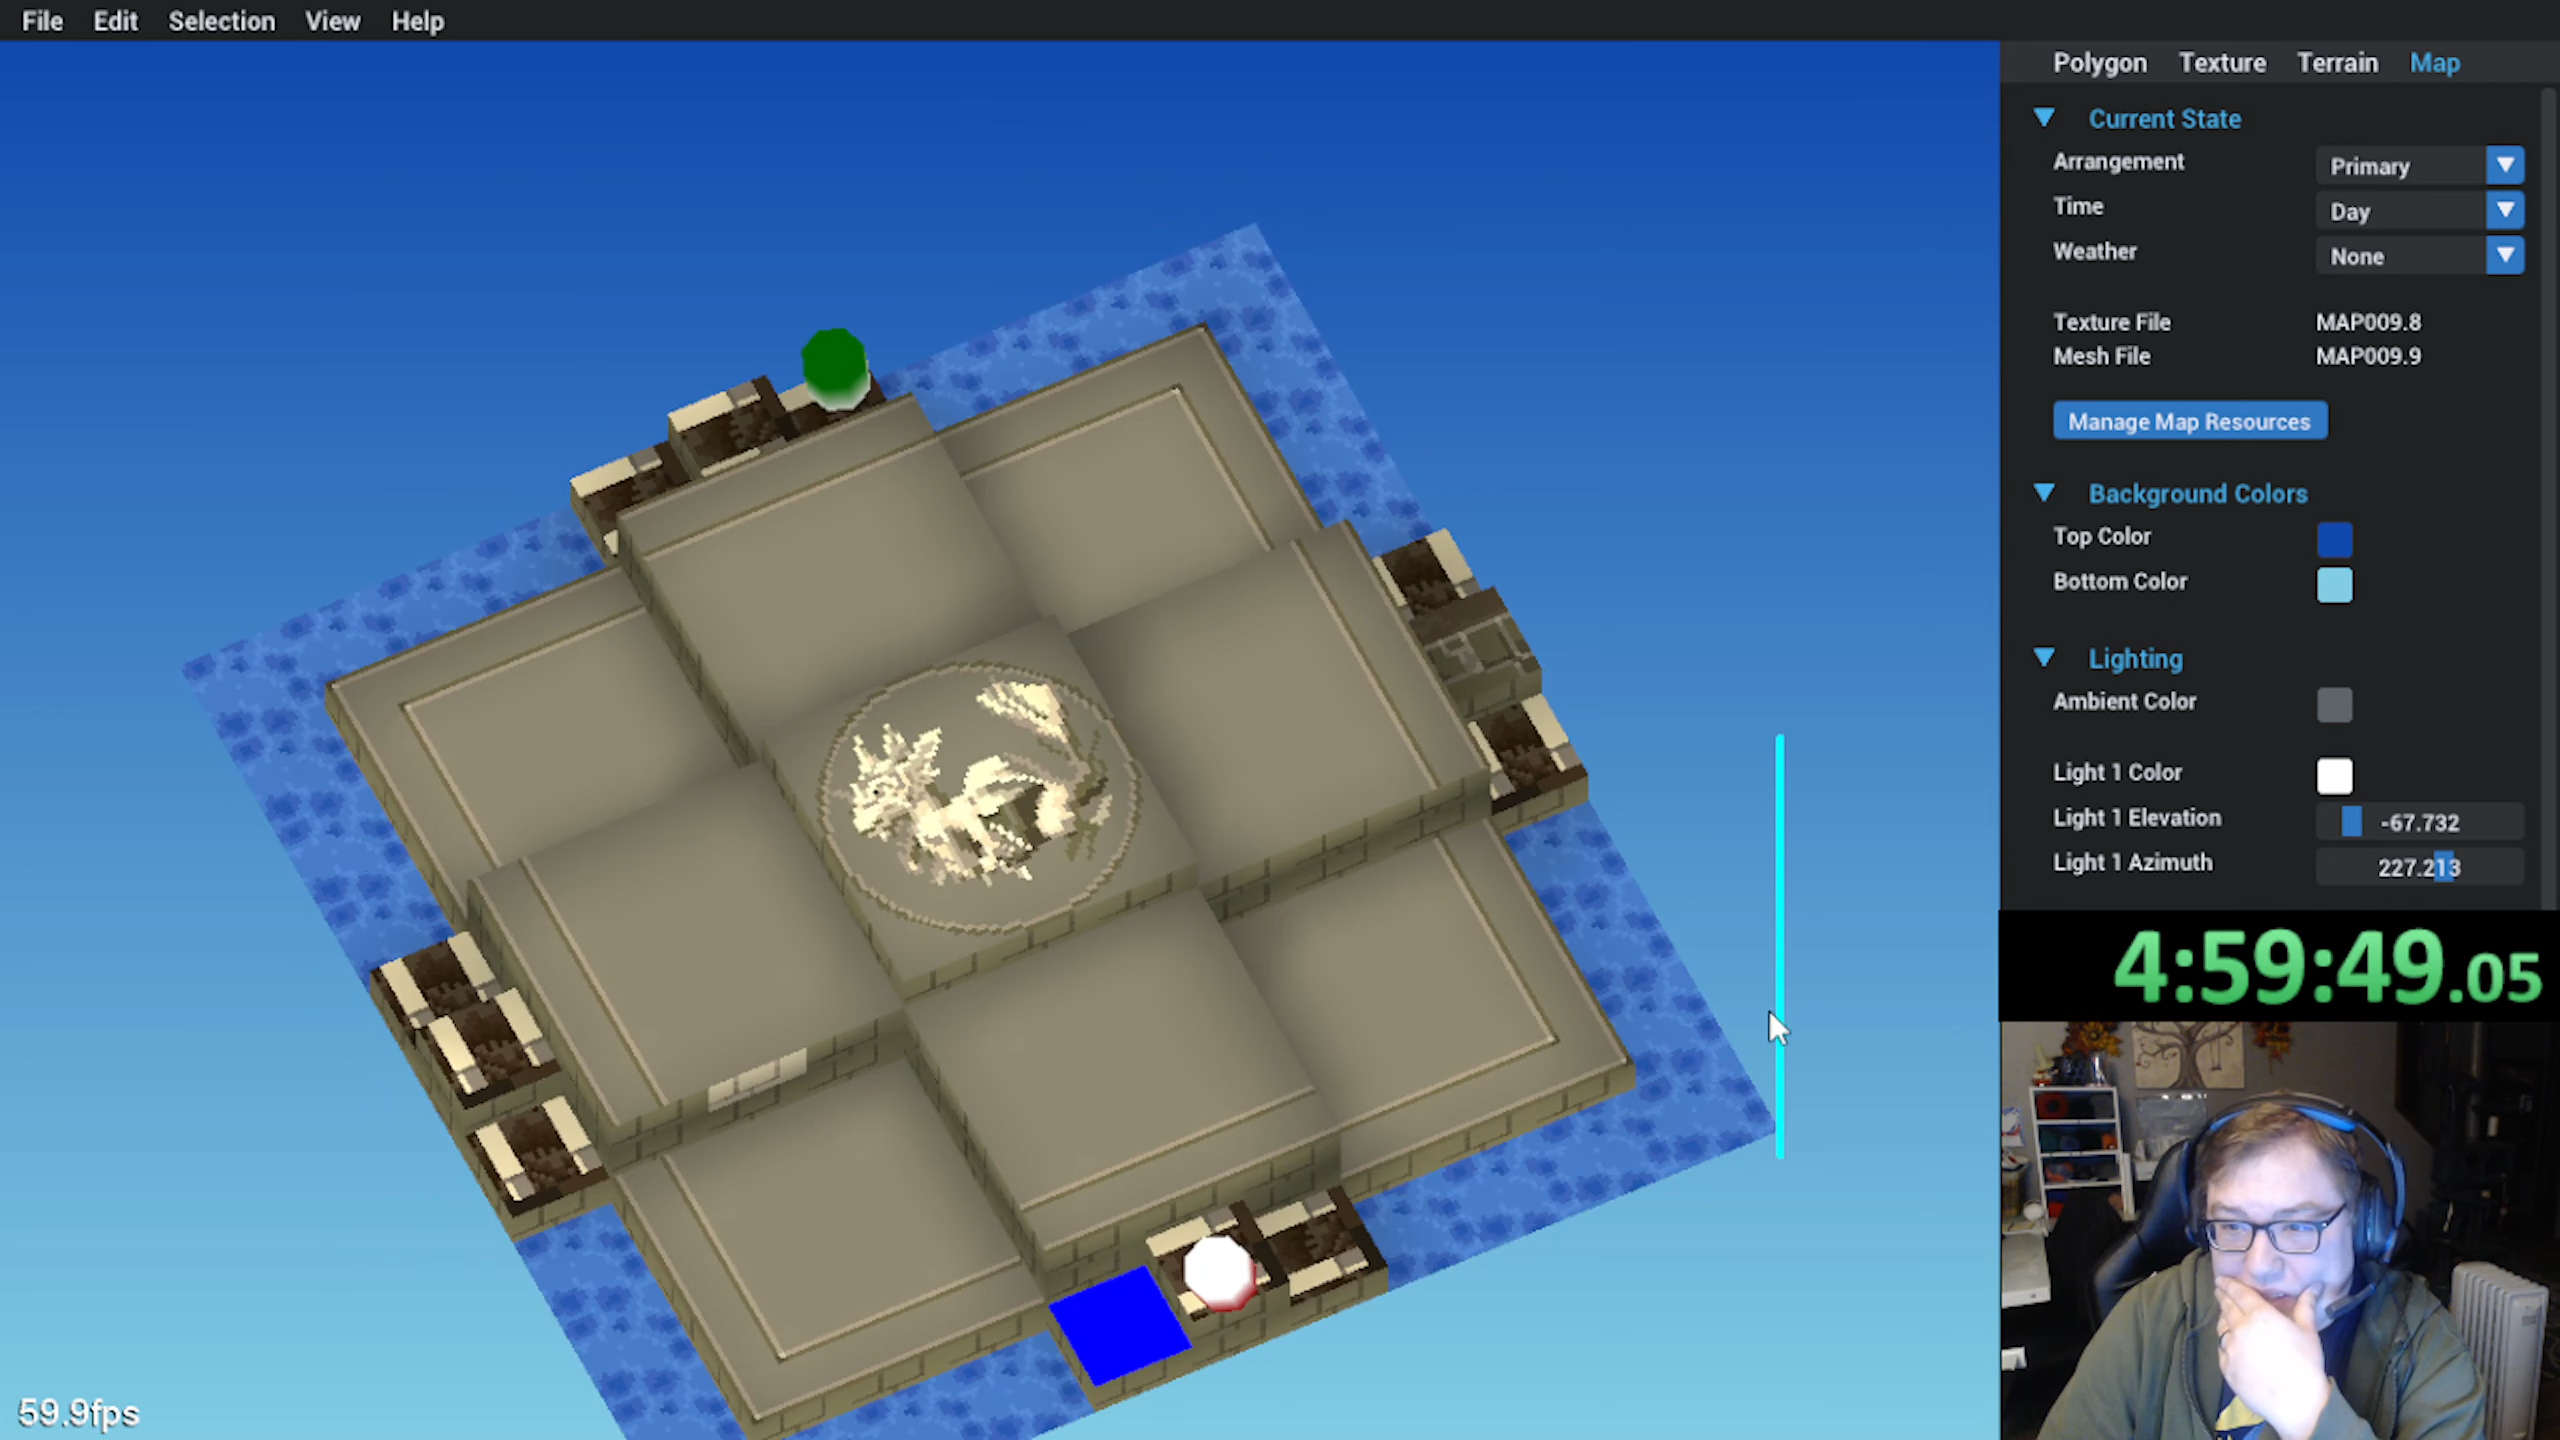 File Edit Selection View Help
Polygon Texture Terrain Map
Current State
Arrangement Primary
Time Day
Weather None
Texture File MAP009.8
Mesh File MAP009.9
Manage Map Resources
Background Colors
Top Color
Bottom Color
Lighting
Ambient Color
Light 1 Color
Light 1 Elevation -67.732
Light 1 Azimuth 227.213
4:59:49.05
59.9fps